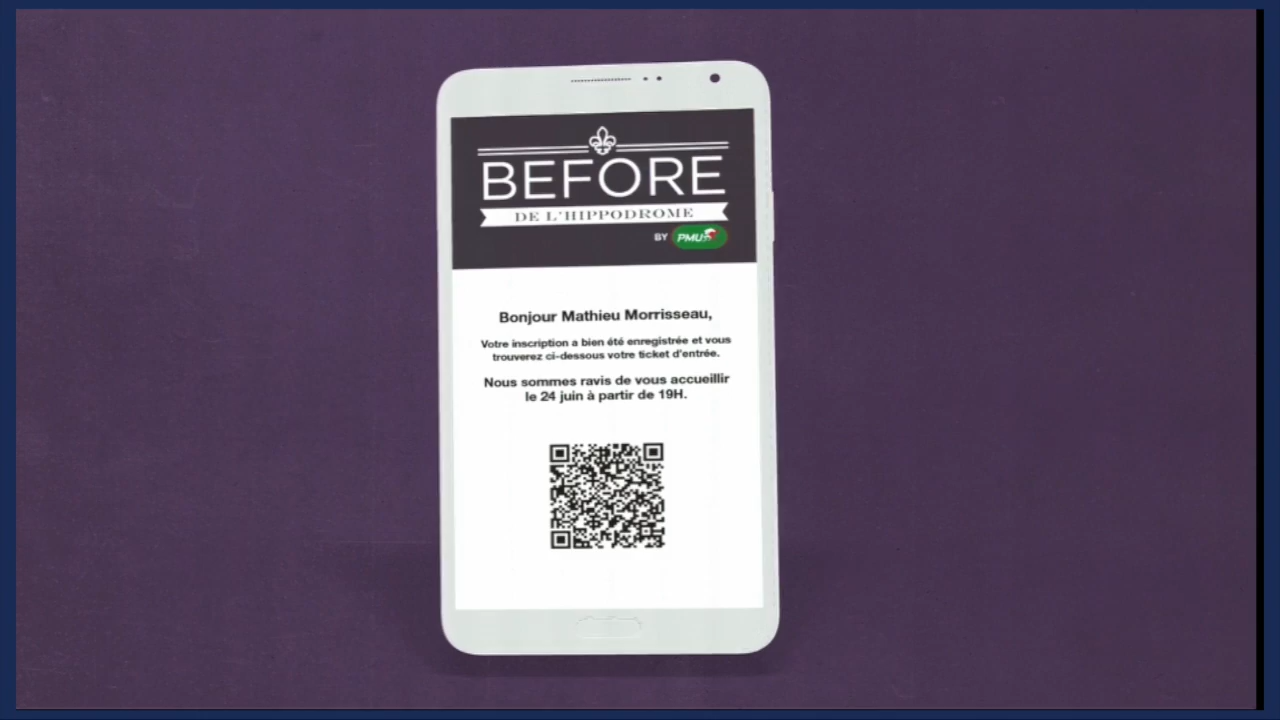 BEFORE
DE L'HIPPODROME
BY PMU
Bonjour Mathieu Morrisseau,
Votre inscription a bien été enregistrée et vous
trouverez ci-dessous votre ticket d'entrée.
Nous sommes ravis de vous accueillir
le 24 juin à partir de 19H.